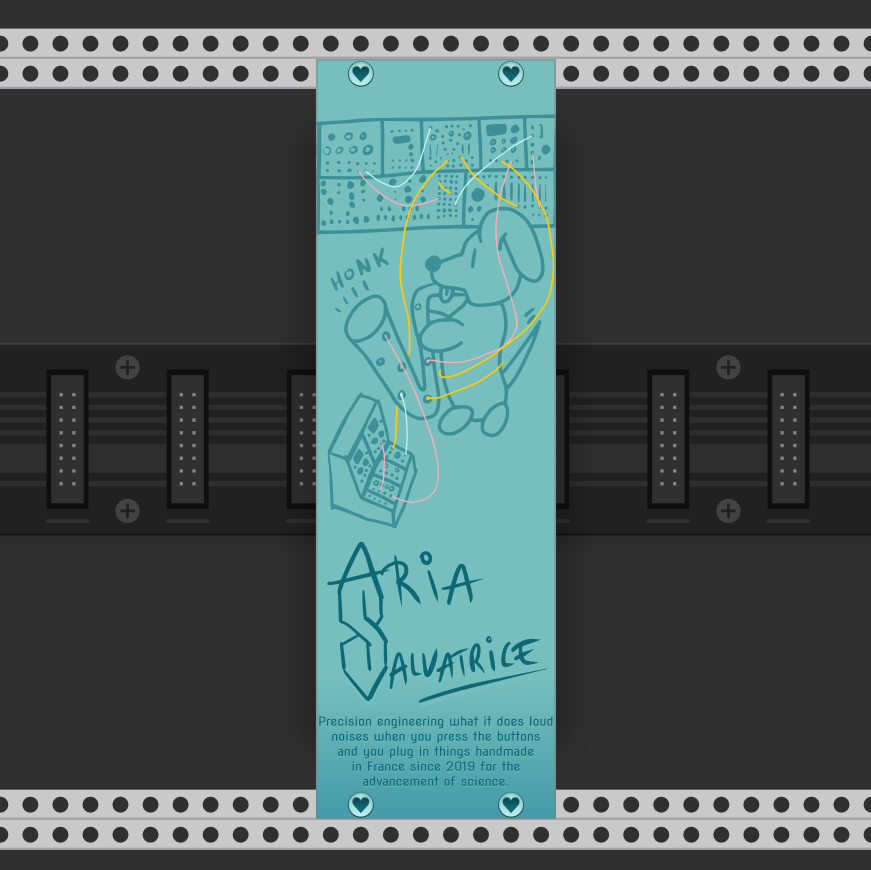 HONK
ARiA
SALVATRiCE
Precision engineering what it does loud
noises when you press the buttons
and you plug in things handmade
in France since 2019 for the
advancement of science.